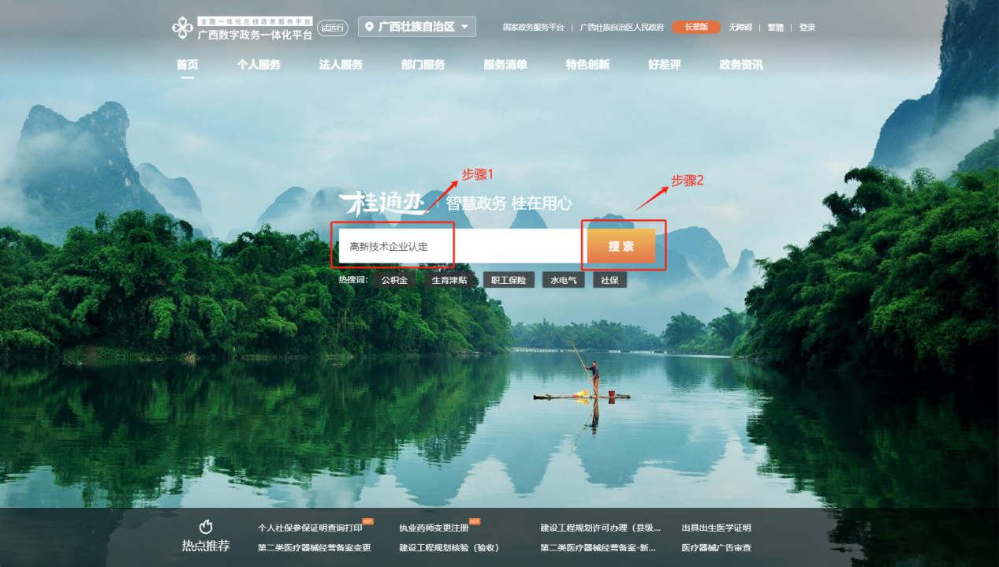 全国一体化在线政务服务平台
广西数字政务一体化平台
试运行
广西壮族自治区
国家政务服务平台 | 广西壮族自治区人民政府 长辈版 无障碍 | 繁體 | 登录
首页 个人服务 法人服务 部门服务 服务清单 特色创新 好差评 政务资讯
步骤1
步骤2
桂通办 | 智慧政务 桂在用心
高新技术企业认定
搜索
热搜词： 公积金 生育津贴 职工保险 水电气 社保
热点推荐
个人社保参保证明查询打印 HOT 执业药师变更注册 HOT 建设工程规划许可办理（县级... 出具出生医学证明
第二类医疗器械经营备案变更 建设工程规划核验（验收） 第二类医疗器械经营备案-新... 医疗器械广告审查